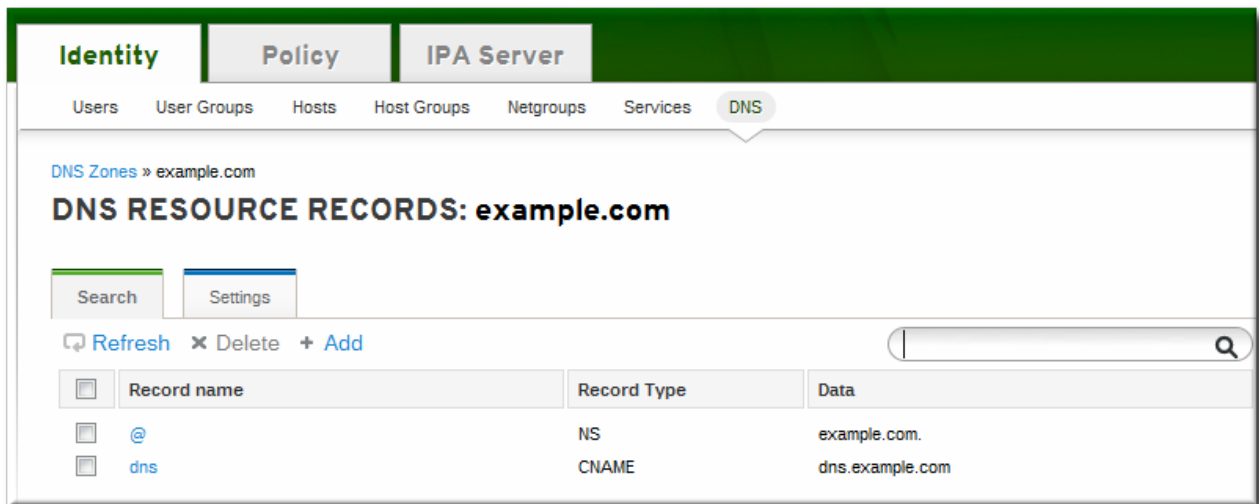 Identity Policy IPA Server
Users User Groups Hosts Host Groups Netgroups Services DNS
DNS Zones » example.com
DNS RESOURCE RECORDS: example.com
Search Settings
Refresh × Delete + Add
Record name Record Type Data
@ NS example.com.
dns CNAME dns.example.com